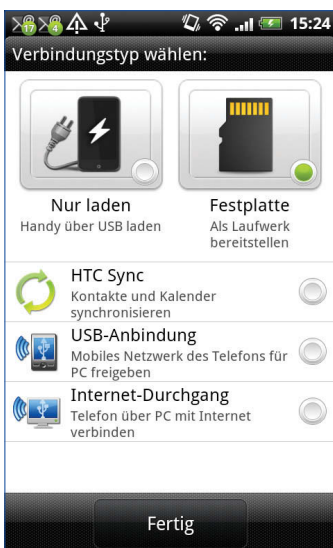 17 4 15:24
Verbindungstyp wählen:
Nur laden
Handy über USB laden
Festplatte
Als Laufwerk
bereitstellen
HTC Sync
Kontakte und Kalender
synchronisieren
USB-Anbindung
Mobiles Netzwerk des Telefons für
PC freigeben
Internet-Durchgang
Telefon über PC mit Internet
verbinden
Fertig